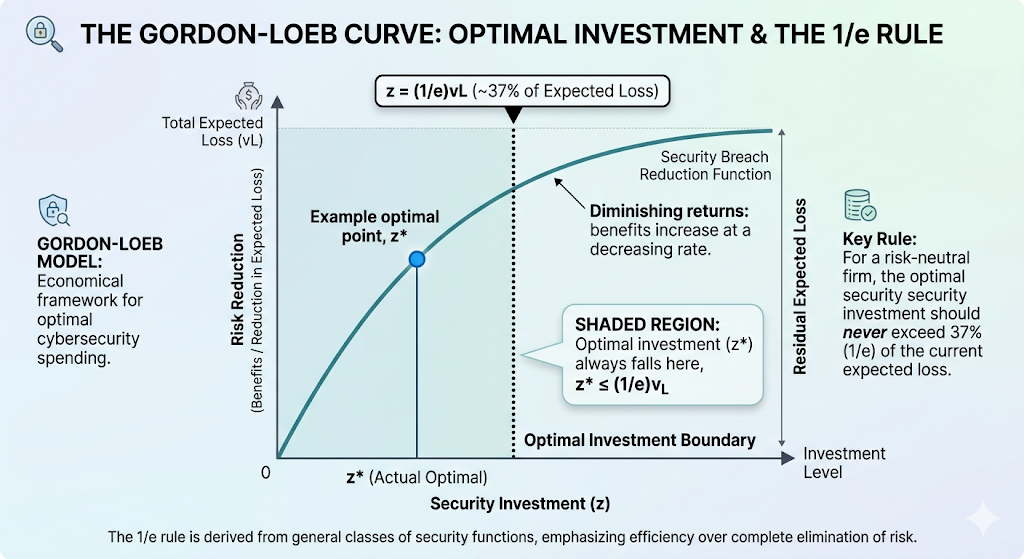 THE GORDON-LOEB CURVE: OPTIMAL INVESTMENT & THE 1/e RULE
z = (1/e)vL (~37% of Expected Loss)
$
Total Expected
Loss (vL)
Risk Reduction
(Benefits / Reduction in Expected Loss)
GORDON-LOEB
MODEL:
Economical
framework for
optimal
cybersecurity
spending.
Example optimal
point, z*
Security Breach
Reduction Function
Diminishing returns:
benefits increase at a
decreasing rate.
SHADED REGION:
Optimal investment (z*)
always falls here,
z* ≤ (1/e)vL
Optimal Investment Boundary
Residual Expected Loss
Key Rule:
For a risk-neutral
firm, the optimal
security security
investment should
never exceed 37%
(1/e) of the current
expected loss.
0
z* (Actual Optimal)
Investment
Level
Security Investment (z)
The 1/e rule is derived from general classes of security functions, emphasizing efficiency over complete elimination of risk.